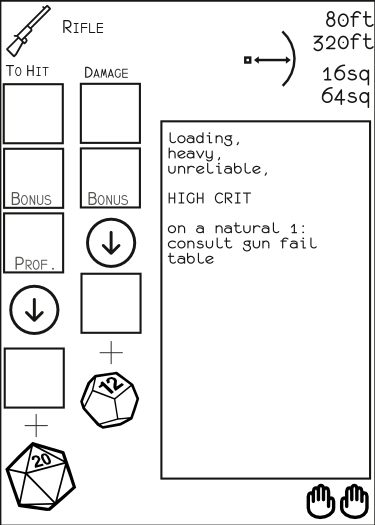 Rifle
80ft
320ft
16sq
64sq
To Hit
Damage
Bonus
Bonus
Prof.
loading,
heavy,
unreliable,
HIGH CRIT
on a natural 1:
consult gun fail
table
+
12
+
20